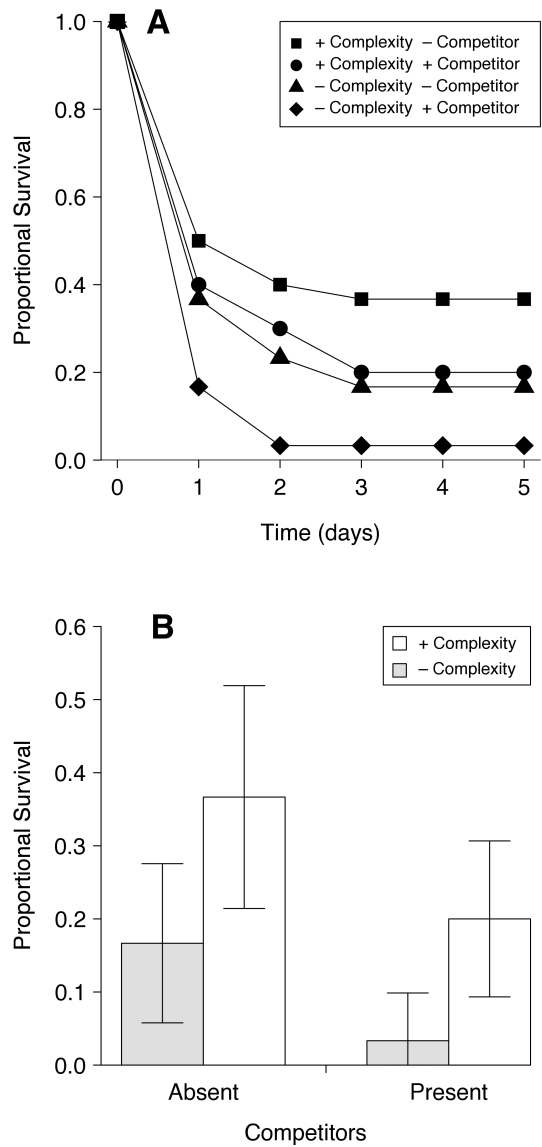 A
+ Complexity – Competitor
+ Complexity + Competitor
– Complexity – Competitor
– Complexity + Competitor
Proportional Survival
1.0
0.8
0.6
0.4
0.2
0.0
0 1 2 3 4 5
Time (days)
B
+ Complexity
– Complexity
Proportional Survival
0.6
0.5
0.4
0.3
0.2
0.1
0.0
Absent Present
Competitors